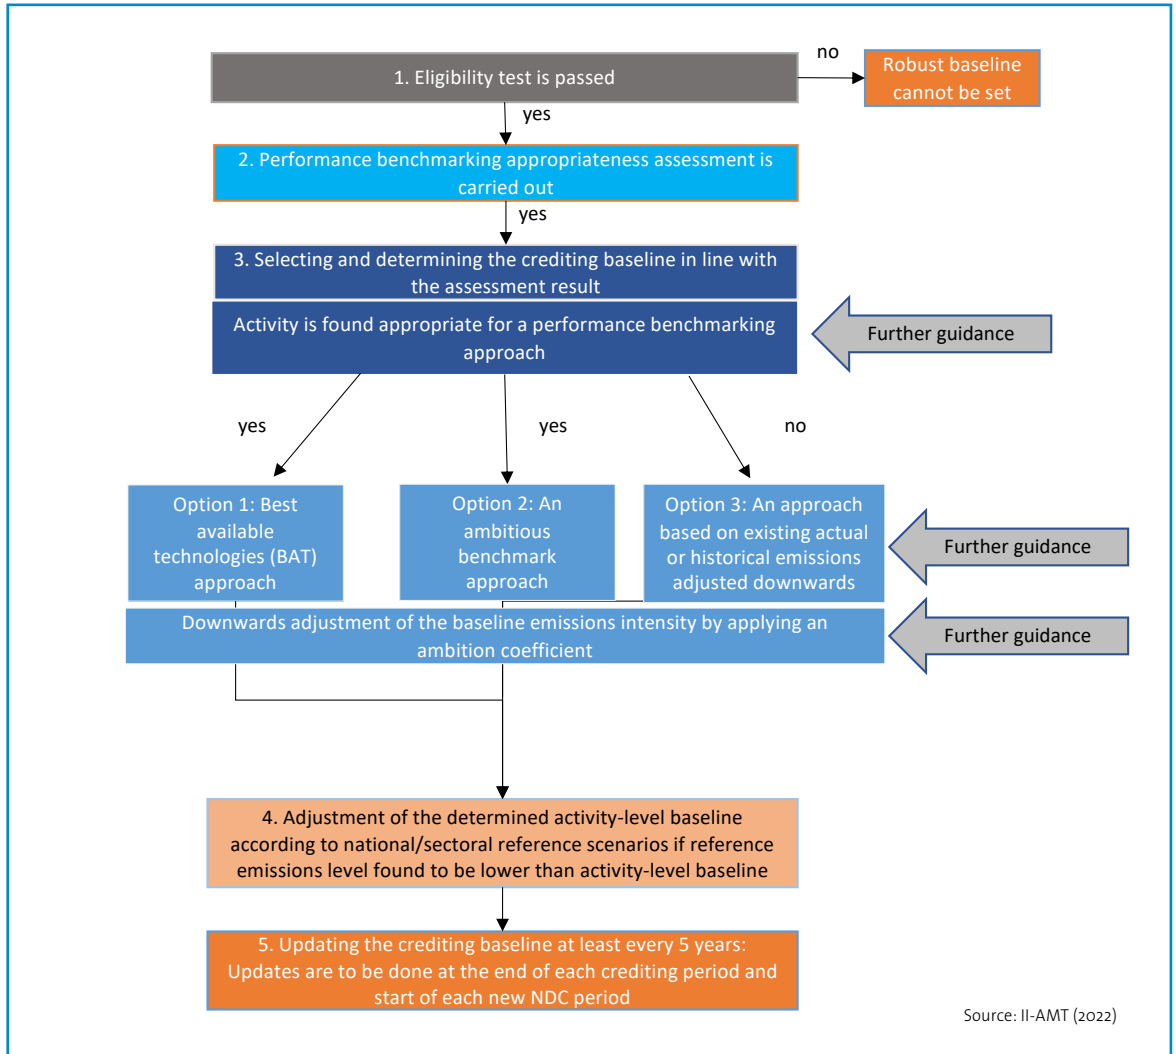 no
1. Eligibility test is passed
Robust baseline
cannot be set
yes
2. Performance benchmarking appropriateness assessment is
carried out
yes
3. Selecting and determining the crediting baseline in line with
the assessment result
Activity is found appropriate for a performance benchmarking
approach
Further guidance
yes
yes
no
Option 1: Best
available
technologies (BAT)
approach
Option 2: An
ambitious
benchmark
approach
Option 3: An approach
based on existing actual
or historical emissions
adjusted downwards
Further guidance
Downwards adjustment of the baseline emissions intensity by applying an
ambition coefficient
Further guidance
4. Adjustment of the determined activity-level baseline
according to national/sectoral reference scenarios if reference
emissions level found to be lower than activity-level baseline
5. Updating the crediting baseline at least every 5 years:
Updates are to be done at the end of each crediting period and
start of each new NDC period
Source: II-AMT (2022)